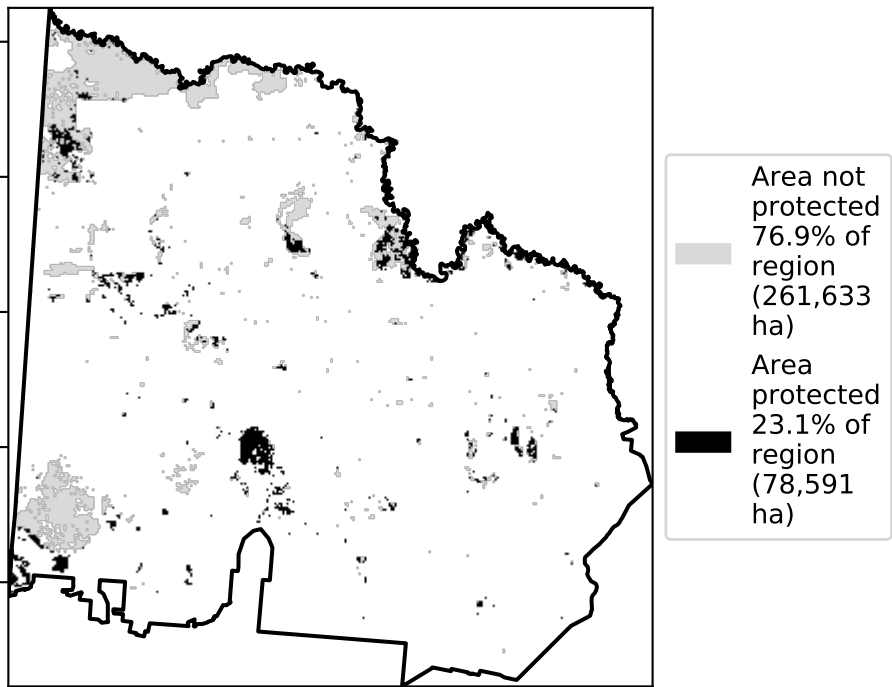 Area not
protected
76.9% of
region
(261,633
ha)
Area
protected
23.1% of
region
(78,591
ha)